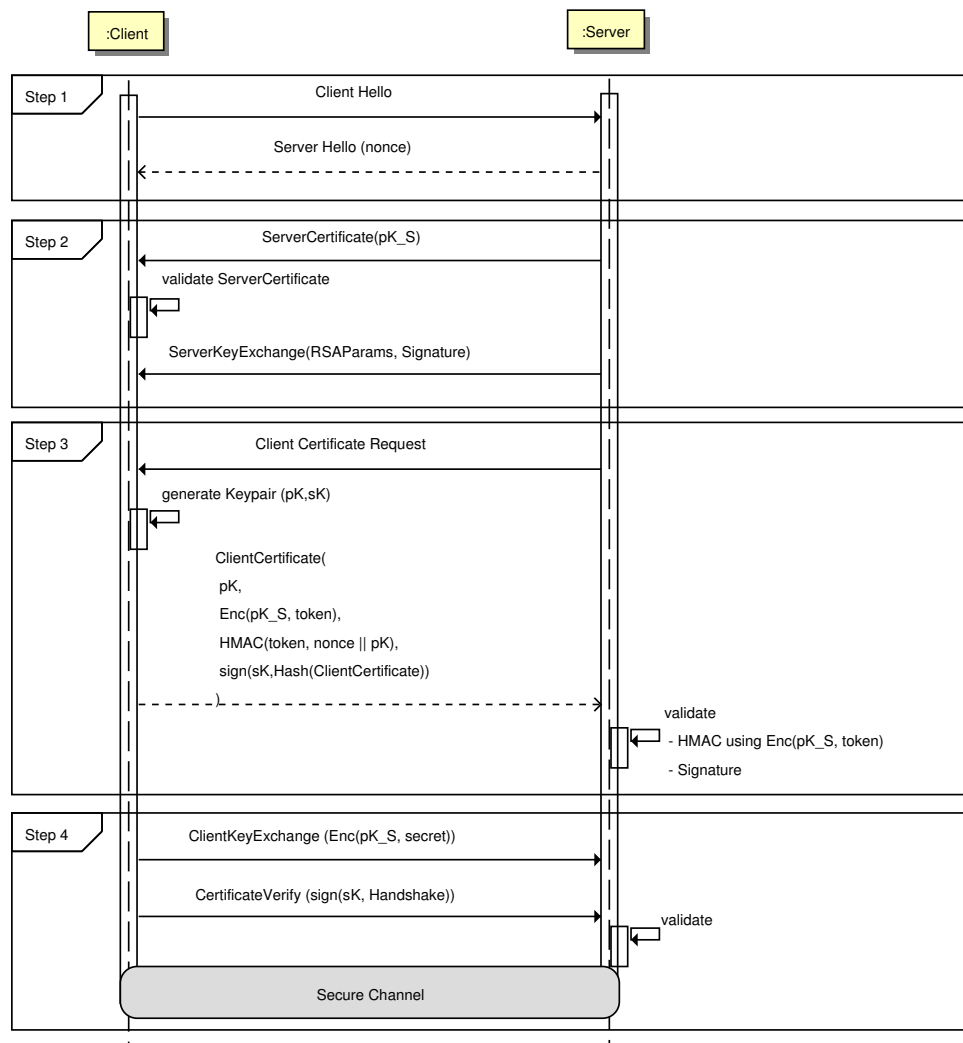 :Client
:Server
Step 1
Client Hello
Server Hello (nonce)
Step 2
ServerCertificate(pK_S)
validate ServerCertificate
ServerKeyExchange(RSAParams, Signature)
Step 3
Client Certificate Request
generate Keypair (pK,sK)
ClientCertificate(
pK,
Enc(pK_S, token),
HMAC(token, nonce || pK),
sign(sK,Hash(ClientCertificate))
)
validate
- HMAC using Enc(pK_S, token)
- Signature
Step 4
ClientKeyExchange (Enc(pK_S, secret))
CertificateVerify (sign(sK, Handshake))
validate
Secure Channel